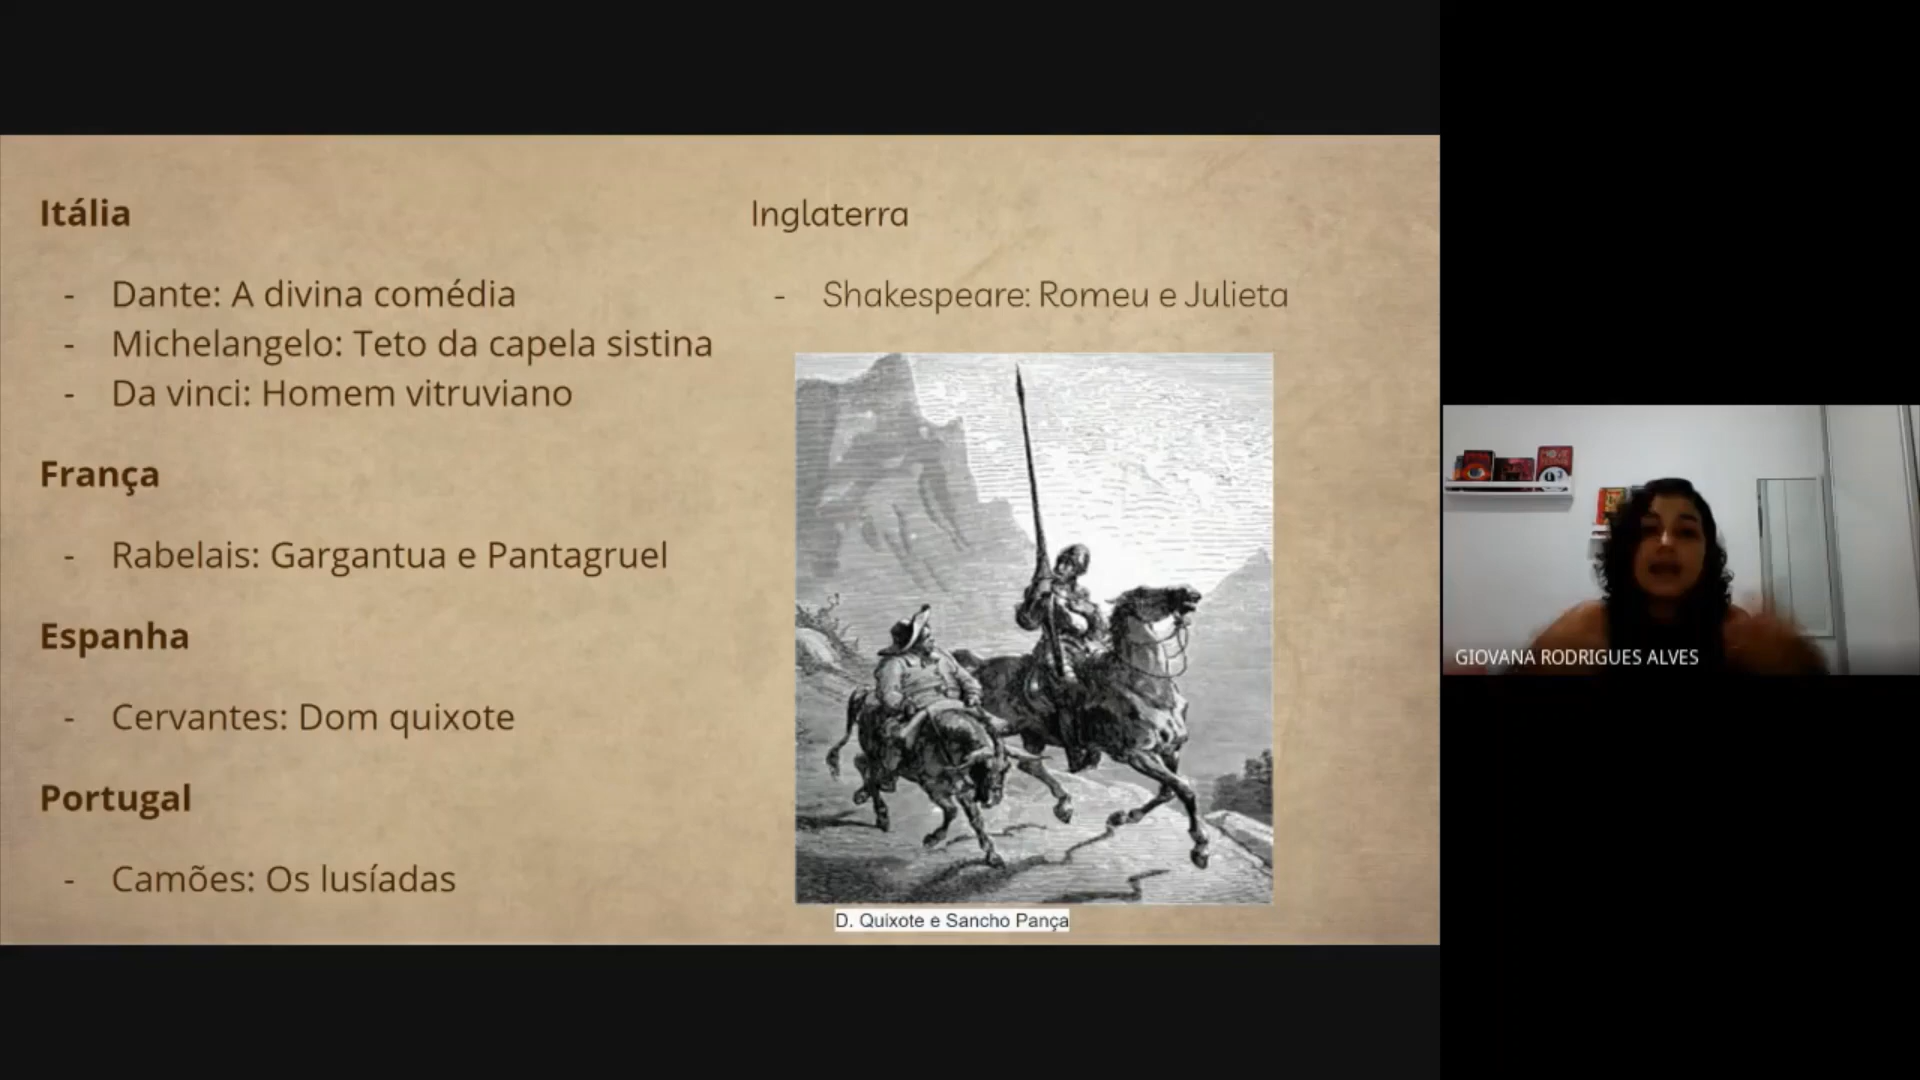 Itália
- Dante: A divina comédia
- Michelangelo: Teto da capela sistina
- Da vinci: Homem vitruviano
França
- Rabelais: Gargantua e Pantagruel
Espanha
- Cervantes: Dom quixote
Portugal
- Camões: Os lusíadas
Inglaterra
- Shakespeare: Romeu e Julieta
D. Quixote e Sancho Pança
GIOVANA RODRIGUES ALVES